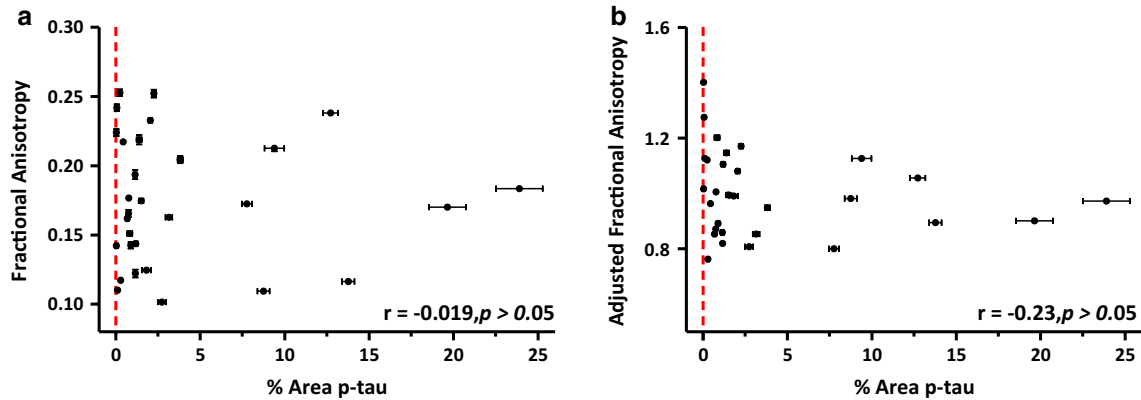 a
0.30
0.25
0.20
0.15
0.10
Fractional Anisotropy
r = -0.019,p > 0.05
0 5 10 15 20 25
% Area p-tau
b
1.6
1.2
0.8
Adjusted Fractional Anisotropy
r = -0.23,p > 0.05
0 5 10 15 20 25
% Area p-tau